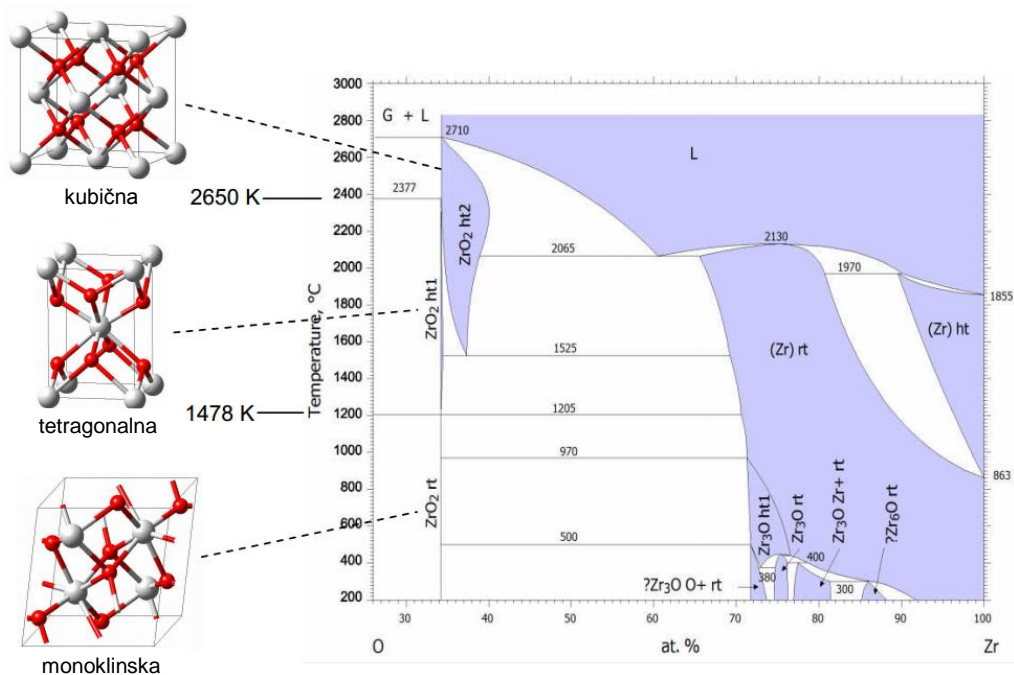 kubična
2650 K
tetragonalna
1478 K
monoklinska
Temperature, °C
3000
2800
2600
2400
2200
2000
1800
1600
1400
1200
1000
800
600
400
200
G + L
2710
L
2377
ZrO₂ ht2
2130
2065
1970
1855
ZrO₂ ht1
(Zr) rt
(Zr) ht
1525
1205
970
863
ZrO₂ rt
500
Zr₃O ht1
Zr₃O rt
Zr₃O Zr+ rt
?Zr₆O rt
400
380
300
?Zr₃O O+ rt
30
40
50
60
70
80
90
100
O
at. %
Zr